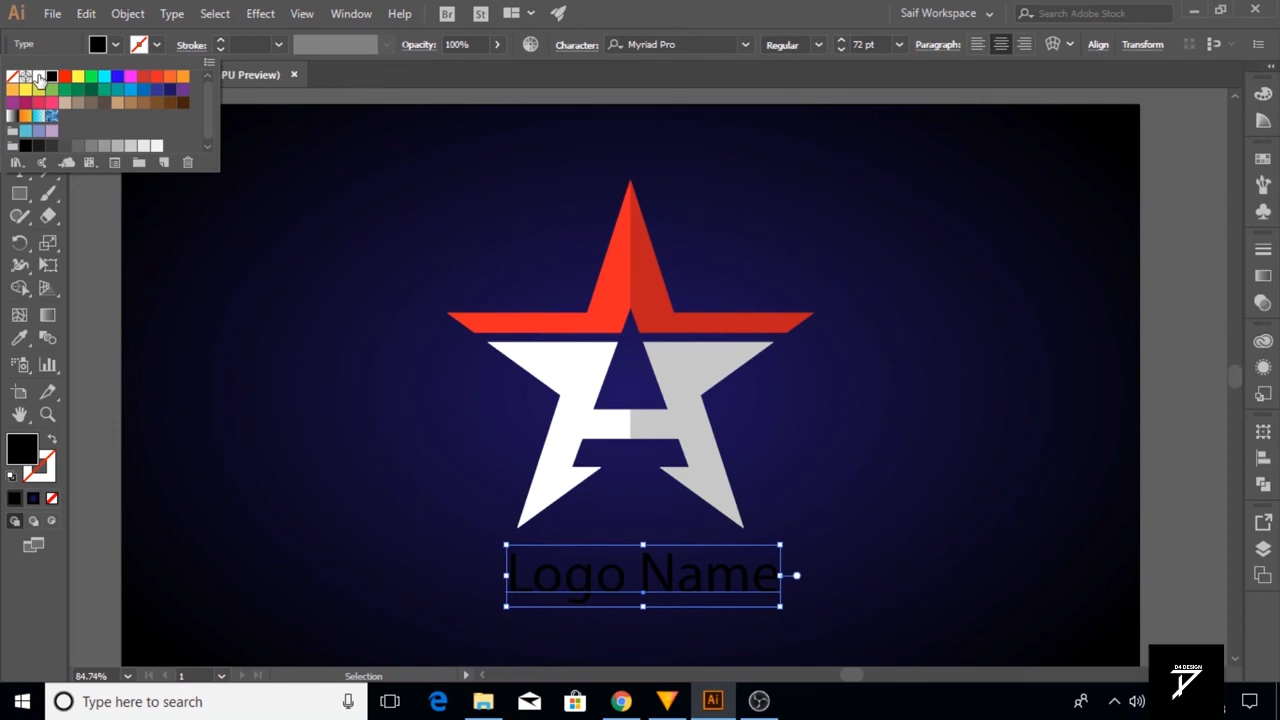 Ai File Edit Object Type Select Effect View Window Help Br St Saif Workspace Search Adobe Stock
Type Stroke: Opacity: 100% Character: Myriad Pro Regular 72 pt Paragraph: Align Transform
PU Preview) ×
Logo Name
84.74% 1 Selection
D4 DESIGN
Type here to search Ai